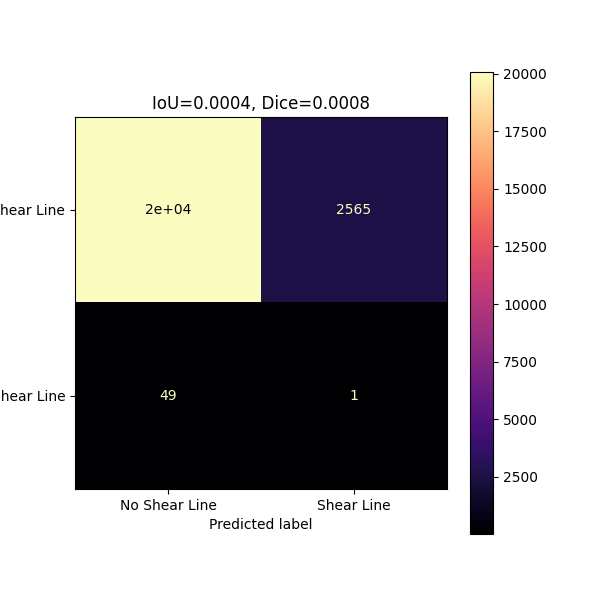 IoU=0.0004, Dice=0.0008
hear Line
2e+04
2565
hear Line
49
1
No Shear Line
Shear Line
Predicted label
20000
17500
15000
12500
10000
7500
5000
2500